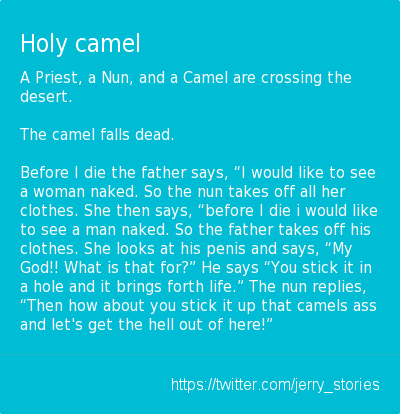 Holy camel
A Priest, a Nun, and a Camel are crossing the
desert.
The camel falls dead.
Before I die the father says, “I would like to see
a woman naked. So the nun takes off all her
clothes. She then says, “before I die i would like
to see a man naked. So the father takes off his
clothes. She looks at his penis and says, “My
God!! What is that for?” He says “You stick it in
a hole and it brings forth life.” The nun replies,
“Then how about you stick it up that camels ass
and let's get the hell out of here!”
https://twitter.com/jerry_stories